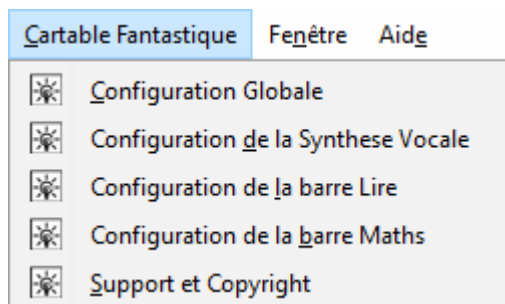 Cartable Fantastique Fenêtre Aide
Configuration Globale
Configuration de la Synthese Vocale
Configuration de la barre Lire
Configuration de la barre Maths
Support et Copyright